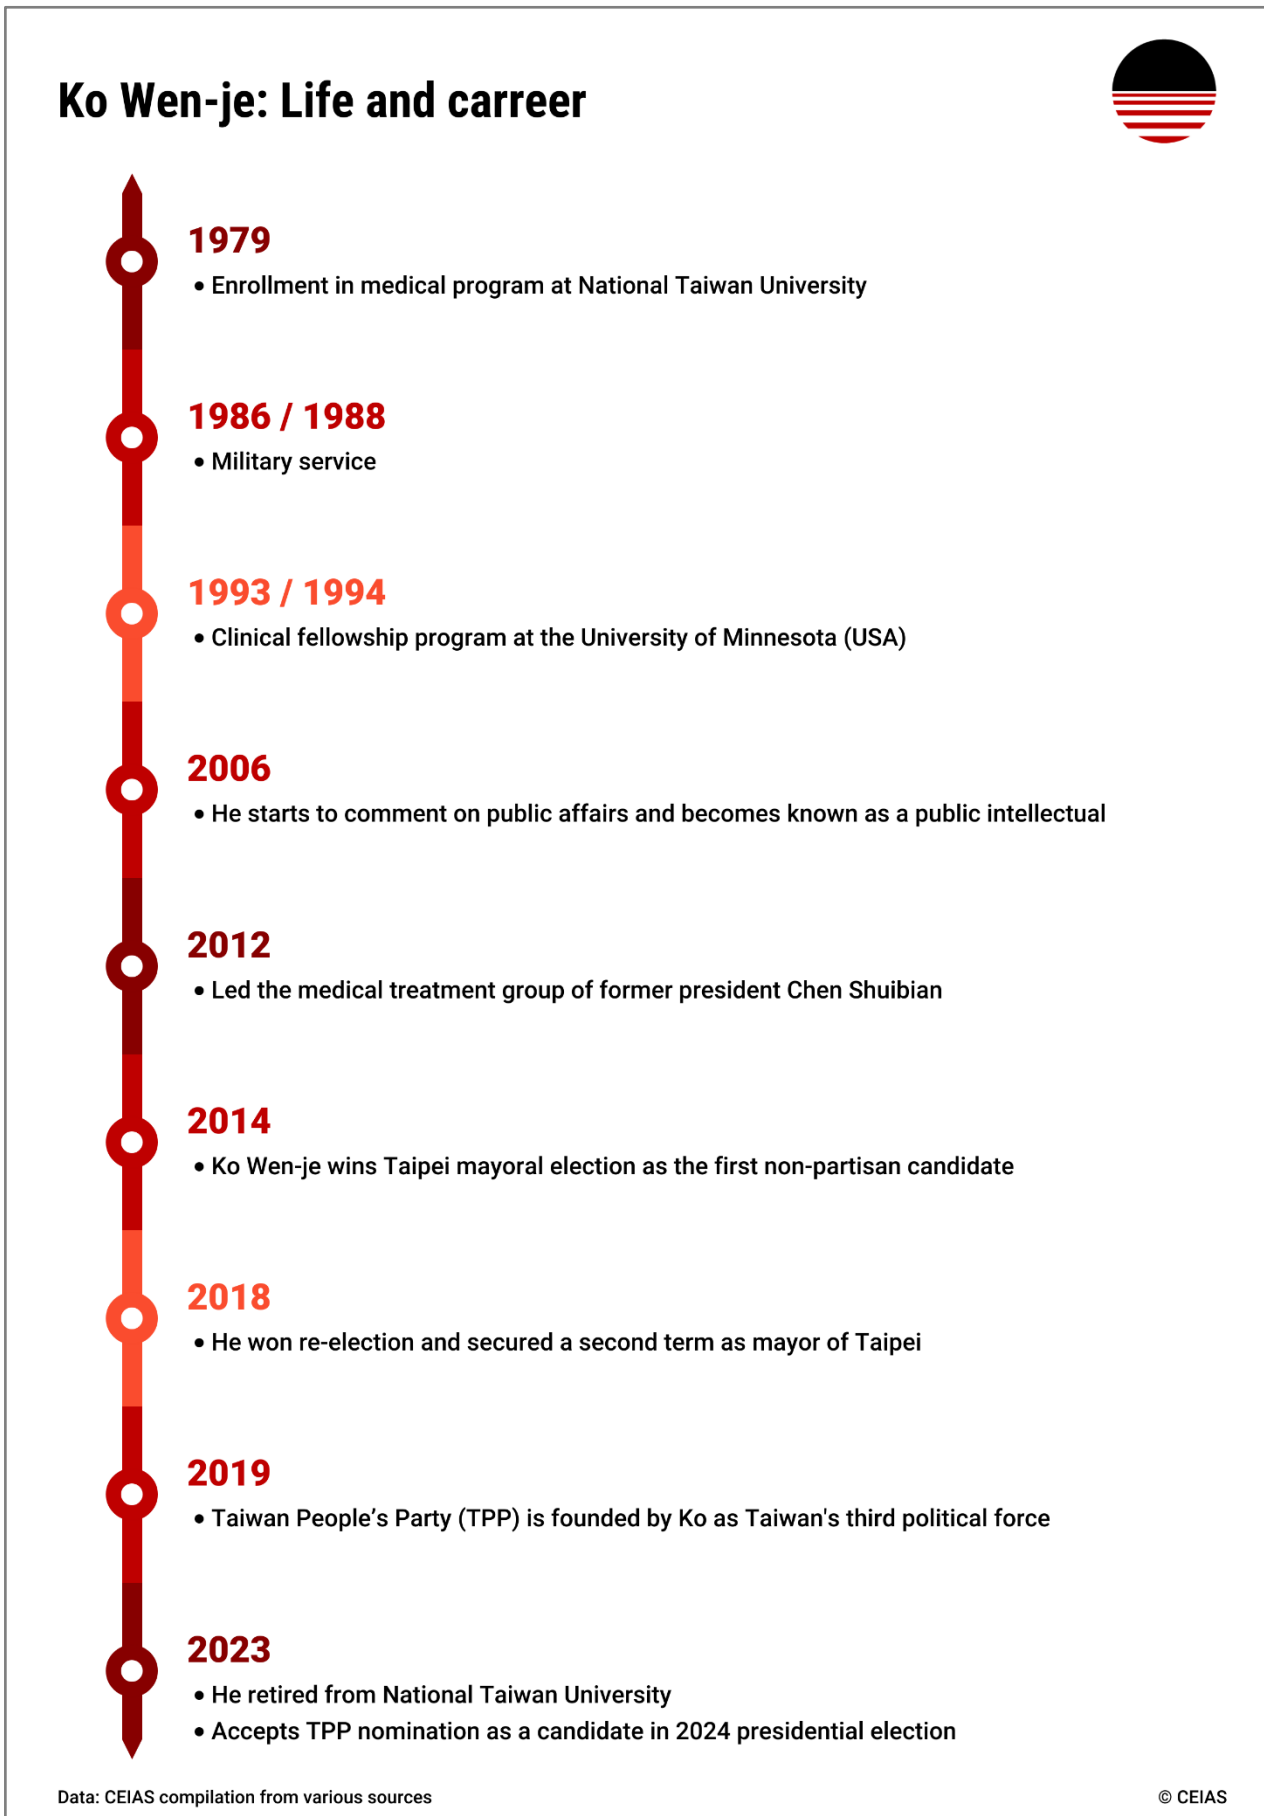 Ko Wen-je: Life and carreer
1979
• Enrollment in medical program at National Taiwan University
1986 / 1988
• Military service
1993 / 1994
• Clinical fellowship program at the University of Minnesota (USA)
2006
• He starts to comment on public affairs and becomes known as a public intellectual
2012
• Led the medical treatment group of former president Chen Shuibian
2014
• Ko Wen-je wins Taipei mayoral election as the first non-partisan candidate
2018
• He won re-election and secured a second term as mayor of Taipei
2019
• Taiwan People’s Party (TPP) is founded by Ko as Taiwan's third political force
2023
• He retired from National Taiwan University
• Accepts TPP nomination as a candidate in 2024 presidential election
Data: CEIAS compilation from various sources
© CEIAS